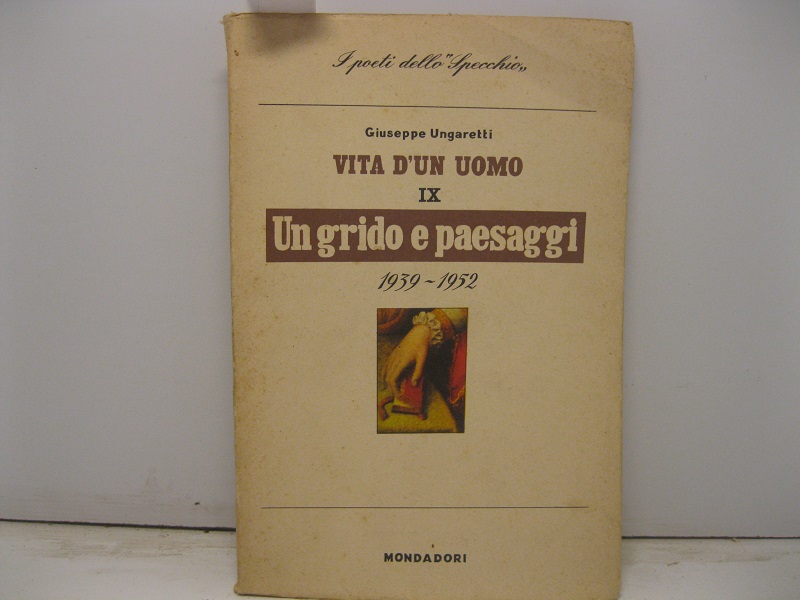 I poeti dello "Specchio„
Giuseppe Ungaretti
VITA D'UN UOMO
IX
Un grido e paesaggi
1939~1952
MONDADORI